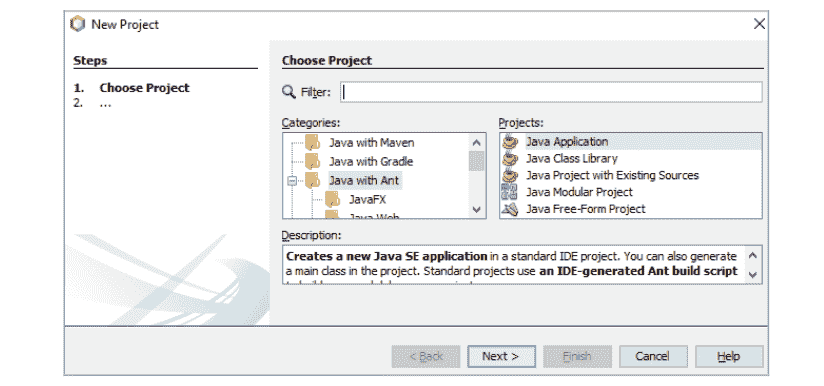 New Project
Steps
1. Choose Project
2. ...
Choose Project
Filter:
Categories:
Java with Maven
Java with Gradle
Java with Ant
JavaFX
Java Web
Projects:
Java Application
Java Class Library
Java Project with Existing Sources
Java Modular Project
Java Free-Form Project
Description:
Creates a new Java SE application in a standard IDE project. You can also generate
a main class in the project. Standard projects use an IDE-generated Ant build script
< Back
Next >
Finish
Cancel
Help